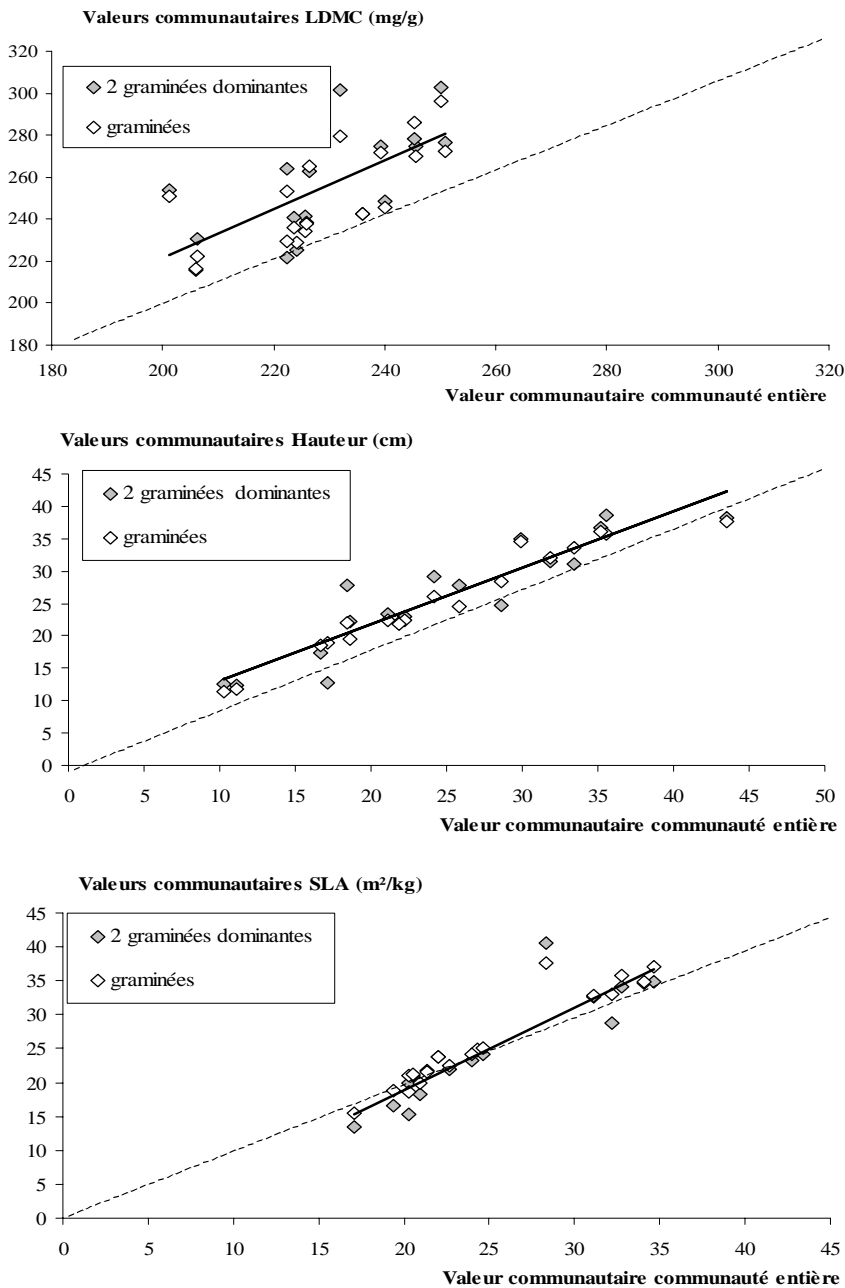 Valeurs communautaires LDMC (mg/g)
320
300
280
260
240
220
200
180
2 graminées dominantes
graminées
180 200 220 240 260 280 300 320
Valeur communautaire communauté entière
Valeurs communautaires Hauteur (cm)
45
40
35
30
25
20
15
10
5
0
2 graminées dominantes
graminées
0 5 10 15 20 25 30 35 40 45 50
Valeur communautaire communauté entière
Valeurs communautaires SLA (m²/kg)
45
40
35
30
25
20
15
10
5
0
2 graminées dominantes
graminées
0 5 10 15 20 25 30 35 40 45
Valeur communautaire communauté entière